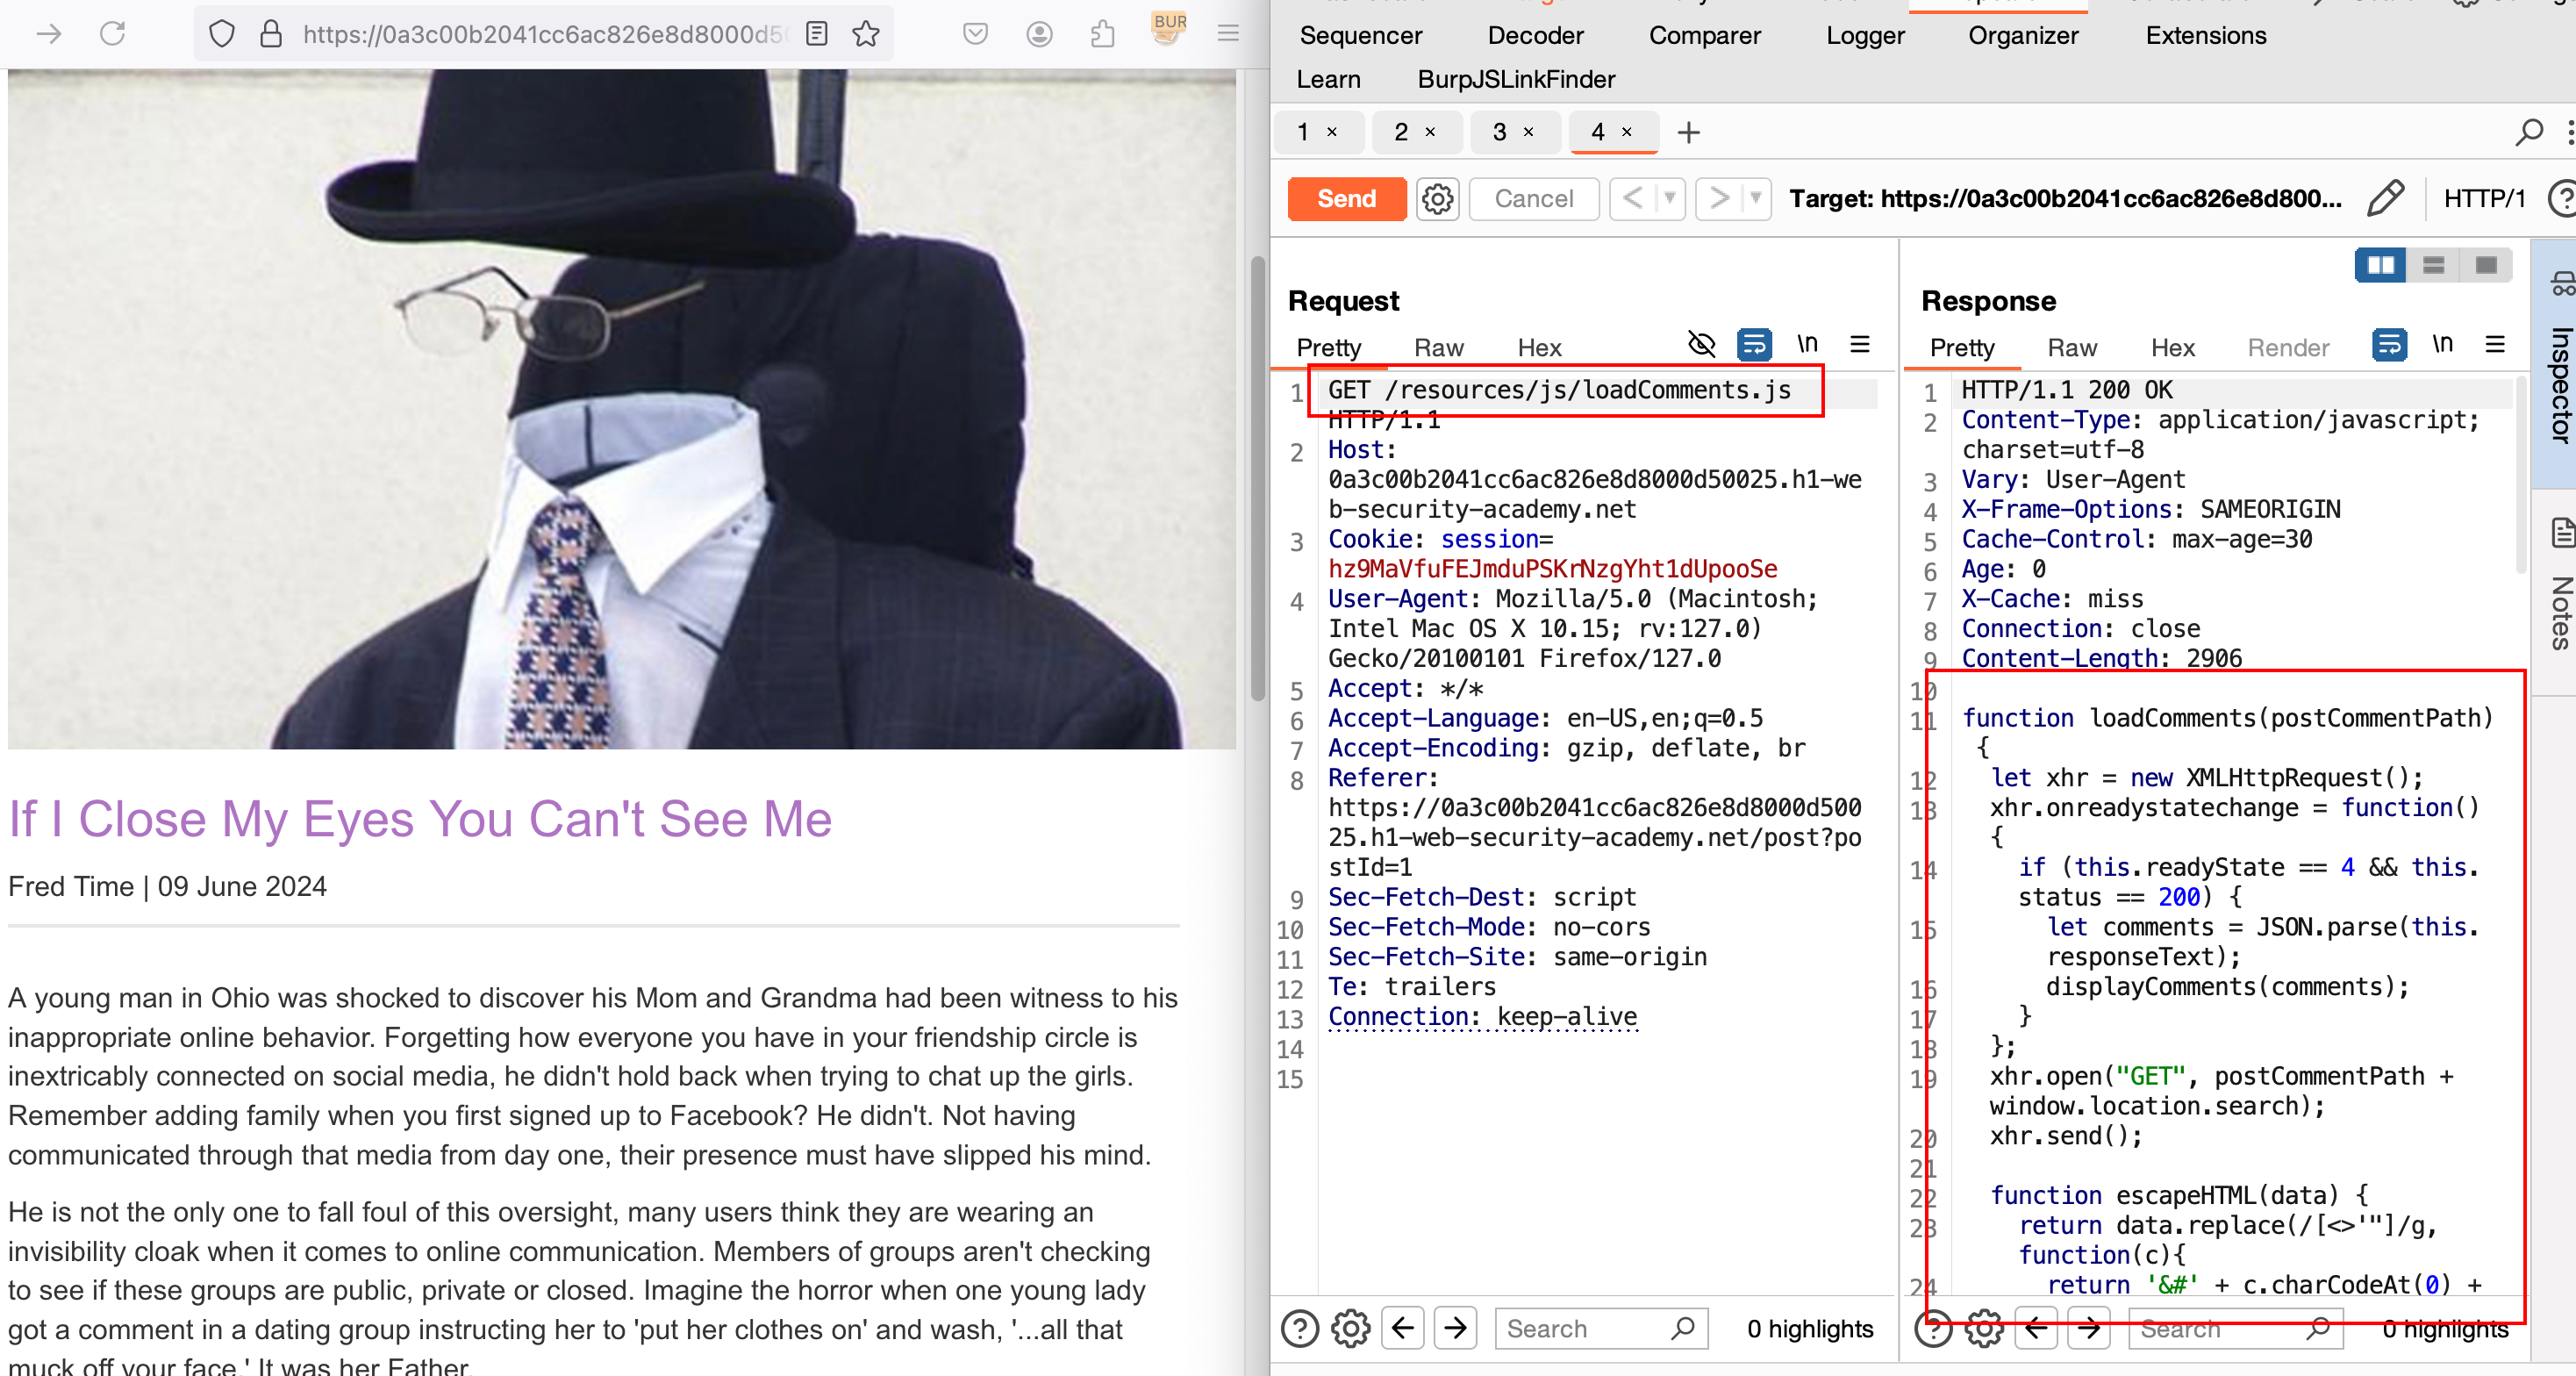 https://0a3c00b2041cc6ac826e8d8000d50
BUR
If I Close My Eyes You Can't See Me
Fred Time | 09 June 2024
A young man in Ohio was shocked to discover his Mom and Grandma had been witness to his
inappropriate online behavior. Forgetting how everyone you have in your friendship circle is
inextricably connected on social media, he didn't hold back when trying to chat up the girls.
Remember adding family when you first signed up to Facebook? He didn't. Not having
communicated through that media from day one, their presence must have slipped his mind.
He is not the only one to fall foul of this oversight, many users think they are wearing an
invisibility cloak when it comes to online communication. Members of groups aren't checking
to see if these groups are public, private or closed. Imagine the horror when one young lady
got a comment in a dating group instructing her to 'put her clothes on' and wash, '...all that
muck off your face.' It was her Father.
Sequencer Decoder Comparer Logger Organizer Extensions
Learn BurpJSLinkFinder
1 × 2 × 3 × 4 × +
Send Cancel < > Target: https://0a3c00b2041cc6ac826e8d800... HTTP/1
Request
Pretty Raw Hex \n
1 GET /resources/js/loadComments.js
HTTP/1.1
2 Host:
0a3c00b2041cc6ac826e8d8000d50025.h1-we
b-security-academy.net
3 Cookie: session=
hz9MaVfuFEJmduPSKrNzgYht1dUpooSe
4 User-Agent: Mozilla/5.0 (Macintosh;
Intel Mac OS X 10.15; rv:127.0)
Gecko/20100101 Firefox/127.0
5 Accept: */*
6 Accept-Language: en-US,en;q=0.5
7 Accept-Encoding: gzip, deflate, br
8 Referer:
https://0a3c00b2041cc6ac826e8d8000d500
25.h1-web-security-academy.net/post?po
stId=1
9 Sec-Fetch-Dest: script
10 Sec-Fetch-Mode: no-cors
11 Sec-Fetch-Site: same-origin
12 Te: trailers
13 Connection: keep-alive
14
15
Search 0 highlights
Response
Pretty Raw Hex Render \n
1 HTTP/1.1 200 OK
2 Content-Type: application/javascript;
charset=utf-8
3 Vary: User-Agent
4 X-Frame-Options: SAMEORIGIN
5 Cache-Control: max-age=30
6 Age: 0
7 X-Cache: miss
8 Connection: close
9 Content-Length: 2906
10
11 function loadComments(postCommentPath)
{
12 let xhr = new XMLHttpRequest();
13 xhr.onreadystatechange = function()
{
14 if (this.readyState == 4 && this.
status == 200) {
15 let comments = JSON.parse(this.
responseText);
16 displayComments(comments);
17 }
18 };
19 xhr.open("GET", postCommentPath +
window.location.search);
20 xhr.send();
21
22 function escapeHTML(data) {
23 return data.replace(/[<>'"]/g,
function(c){
24 return '&#' + c.charCodeAt(0) +
Search 0 highlights
Inspector
Notes